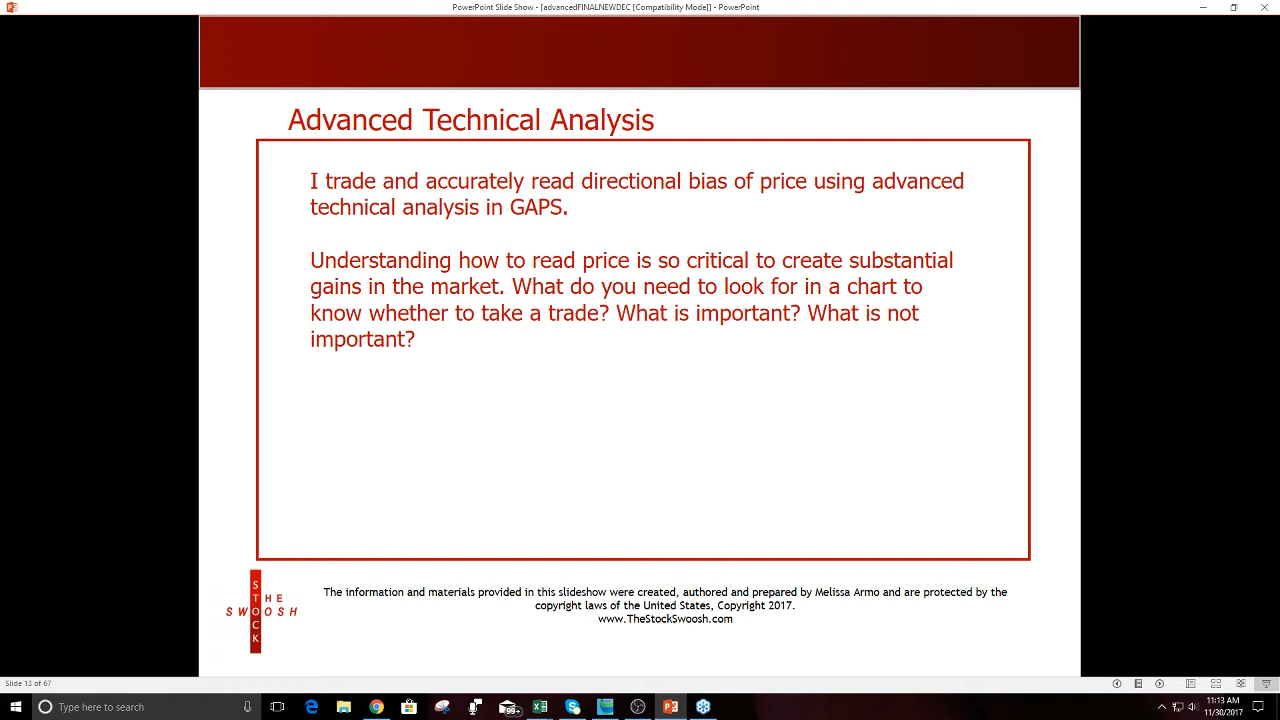 PowerPoint Slide Show - [advancedFINALNEWDEC [Compatibility Mode]] - PowerPoint
Advanced Technical Analysis
I trade and accurately read directional bias of price using advanced
technical analysis in GAPS.
Understanding how to read price is so critical to create substantial
gains in the market. What do you need to look for in a chart to
know whether to take a trade? What is important? What is not
important?
THE
STOCK
SWOOSH
The information and materials provided in this slideshow were created, authored and prepared by Melissa Armo and are protected by the
copyright laws of the United States, Copyright 2017.
www.TheStockSwoosh.com
Slide 13 of 67
Type here to search
99+
11:13 AM
11/30/2017